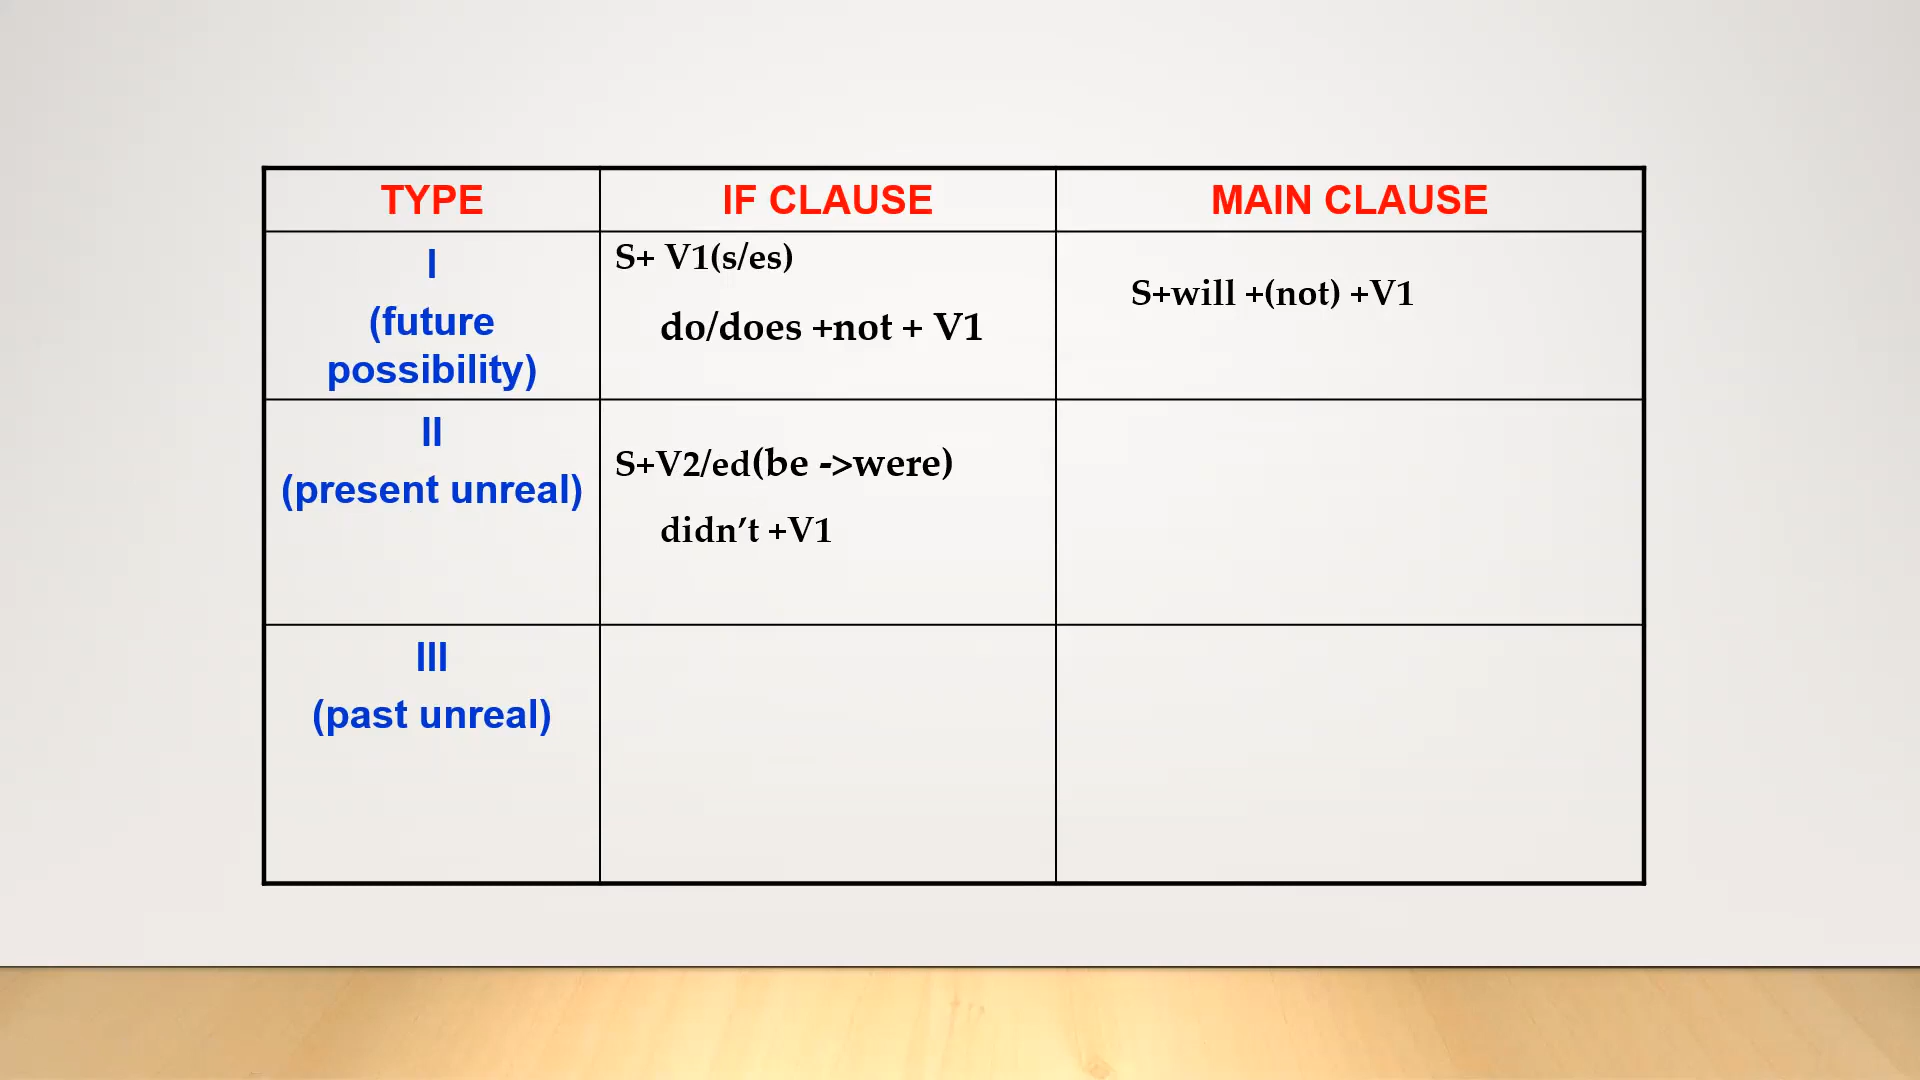 TYPE
IF CLAUSE
MAIN CLAUSE
I
(future
possibility)
S+ V1(s/es)
do/does +not + V1
S+will +(not) +V1
II
(present unreal)
S+V2/ed(be ->were)
didn’t +V1
III
(past unreal)